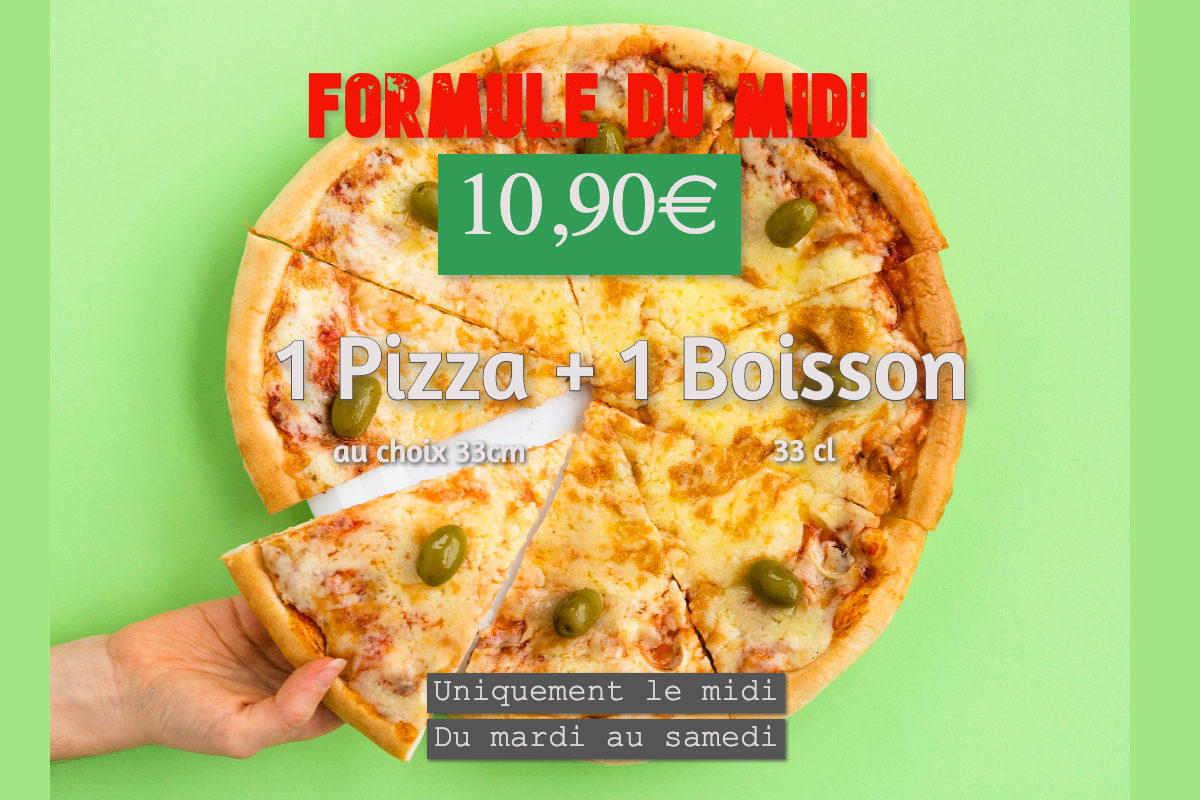 FORMULE DU MIDI
10,90€
1 Pizza + 1 Boisson
au choix 33cm 33 cl
Uniquement le midi
Du mardi au samedi